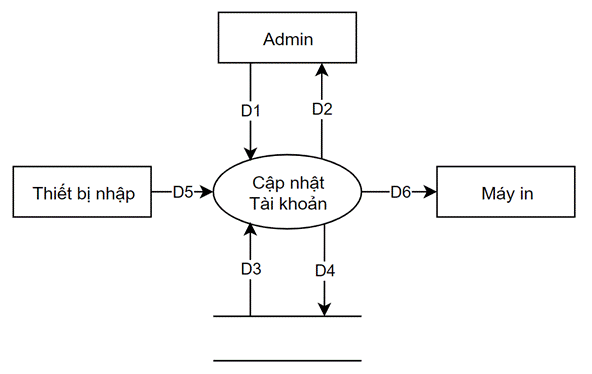 Admin
D1
D2
Thiết bị nhập
D5
Cập nhật
Tài khoản
D6
Máy in
D3
D4